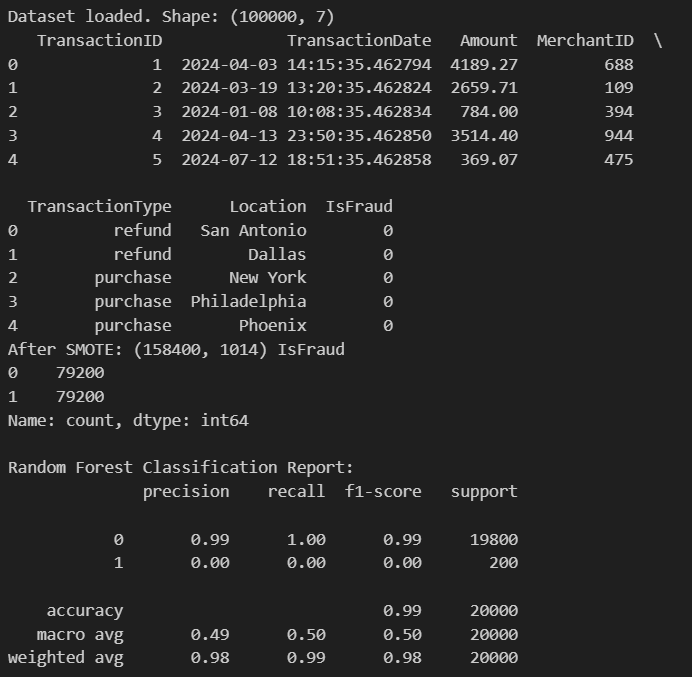 Dataset loaded. Shape: (100000, 7)
   TransactionID             TransactionDate   Amount  MerchantID  \
0              1  2024-04-03 14:15:35.462794  4189.27         688
1              2  2024-03-19 13:20:35.462824  2659.71         109
2              3  2024-01-08 10:08:35.462834   784.00         394
3              4  2024-04-13 23:50:35.462850  3514.40         944
4              5  2024-07-12 18:51:35.462858   369.07         475

  TransactionType      Location  IsFraud
0          refund   San Antonio        0
1          refund        Dallas        0
2        purchase      New York        0
3        purchase  Philadelphia        0
4        purchase       Phoenix        0
After SMOTE: (158400, 1014) IsFraud
0    79200
1    79200
Name: count, dtype: int64

Random Forest Classification Report:
              precision    recall  f1-score   support

           0       0.99      1.00      0.99     19800
           1       0.00      0.00      0.00       200

    accuracy                           0.99     20000
   macro avg       0.49      0.50      0.50     20000
weighted avg       0.98      0.99      0.98     20000